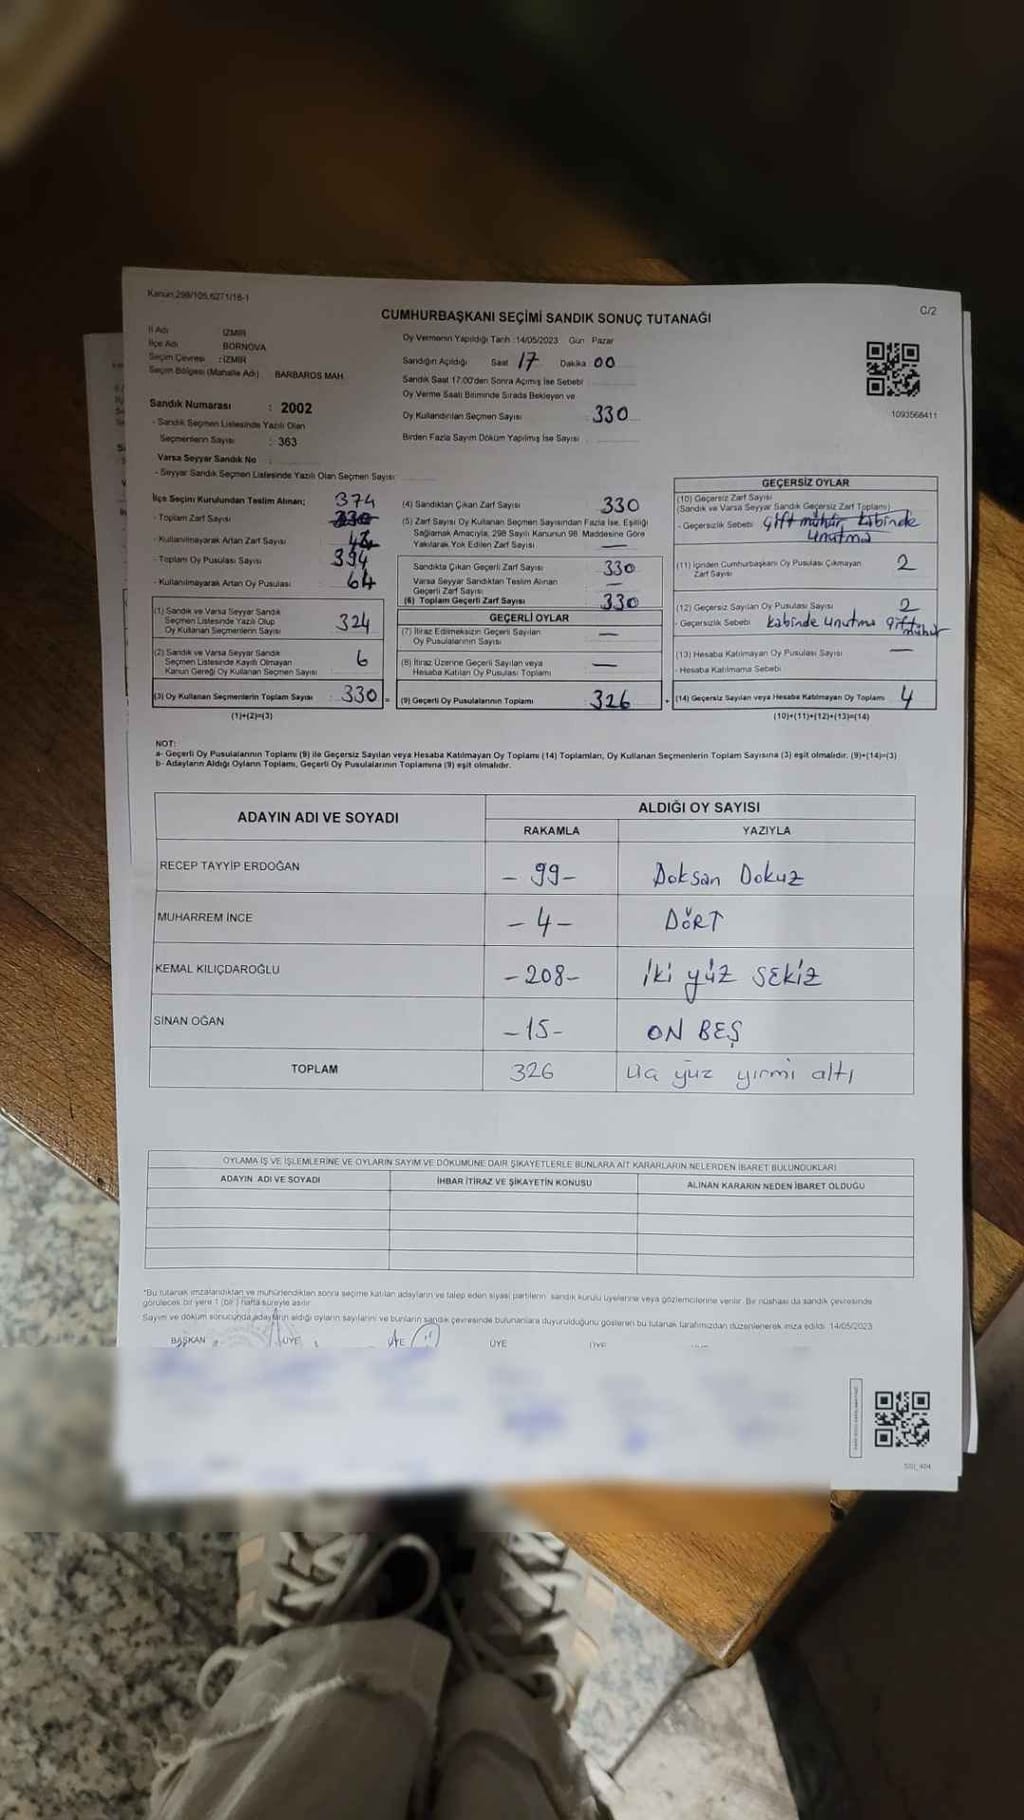 Kanun:298/105,6271/18-1
C/2
CUMHURBAŞKANI SEÇİMİ SANDIK SONUÇ TUTANAĞI
İl Adı : İZMİR
İlçe Adı : BORNOVA
Seçim Çevresi : İZMİR
Seçim Bölgesi (Mahalle Adı) BARBAROS MAH.
Sandık Numarası : 2002
- Sandık Seçmen Listesinde Yazılı Olan
Seçmenlerin Sayısı : 363
Varsa Seyyar Sandık No
- Seyyar Sandık Seçmen Listesinde Yazılı Olan Seçmen Sayısı
Oy Vermenin Yapıldığı Tarih :14/05/2023 Gün Pazar
Sandığın Açıldığı Saat 17 Dakika 00
Sandık Saat 17:00'den Sonra Açılmış İse Sebebi
Oy Verme Saati Bitiminde Sırada Bekleyen ve
Oy Kullandırılan Seçmen Sayısı : 330
Birden Fazla Sayım Döküm Yapılmış İse Sayısı :
1093568411
İlçe Seçim Kurulundan Teslim Alınan; 374
- Toplam Zarf Sayısı 330
- Kullanılmayarak Artan Zarf Sayısı
- Toplam Oy Pusulası Sayısı 394
- Kullanılmayarak Artan Oy Pusulası 64
(1) Sandık ve Varsa Seyyar Sandık
Seçmen Listesinde Yazılı Olup
Oy Kullanan Seçmenlerin Sayısı 324
(2) Sandık ve Varsa Seyyar Sandık
Seçmen Listesinde Kayıtlı Olmayan
Kanun Gereği Oy Kullanan Seçmen Sayısı 6
(3) Oy Kullanan Seçmenlerin Toplam Sayısı : 330 =
(1)+(2)=(3)
(4) Sandıktan Çıkan Zarf Sayısı 330
(5) Zarf Sayısı Oy Kullanan Seçmen Sayısından Fazla İse, Eşitliği
Sağlamak Amacıyla, 298 Sayılı Kanunun 98. Maddesine Göre
Yakılarak Yok Edilen Zarf Sayısı —
Sandıkta Çıkan Geçerli Zarf Sayısı 330
Varsa Seyyar Sandıktan Teslim Alınan
Geçerli Zarf Sayısı —
(6) Toplam Geçerli Zarf Sayısı 330
GEÇERLİ OYLAR
(7) İtiraz Edilmeksizin Geçerli Sayılan
Oy Pusulalarının Sayısı —
(8) İtiraz Üzerine Geçerli Sayılan veya
Hesaba Katılan Oy Pusulası Toplamı —
(9) Geçerli Oy Pusulalarının Toplamı 326 +
GEÇERSİZ OYLAR
(10) Geçersiz Zarf Sayısı
(Sandık ve Varsa Seyyar Sandık Geçersiz Zarf Toplamı)
- Geçersizlik Sebebi Çift mühür, kabinde
unutma
(11) İçinden Cumhurbaşkanı Oy Pusulası Çıkmayan
Zarf Sayısı 2
(12) Geçersiz Sayılan Oy Pusulası Sayısı 2
- Geçersizlik Sebebi kabinde unutma çift
mühür
(13) Hesaba Katılmayan Oy Pusulası Sayısı —
- Hesaba Katılmama Sebebi
(14) Geçersiz Sayılan veya Hesaba Katılmayan Oy Toplamı 4
(10)+(11)+(12)+(13)=(14)
NOT:
a- Geçerli Oy Pusulalarının Toplamı (9) ile Geçersiz Sayılan veya Hesaba Katılmayan Oy Toplamı (14) Toplamları, Oy Kullanan Seçmenlerin Toplam Sayısına (3) eşit olmalıdır. (9)+(14)=(3)
b- Adayların Aldığı Oyların Toplamı, Geçerli Oy Pusulalarının Toplamına (9) eşit olmalıdır.
ADAYIN ADI VE SOYADI
ALDIĞI OY SAYISI
RAKAMLA YAZIYLA
RECEP TAYYİP ERDOĞAN - 99 - Doksan Dokuz
MUHARREM İNCE - 4 - DÖRT
KEMAL KILIÇDAROĞLU - 208 - İki yüz SEKİZ
SİNAN OĞAN - 15 - ON BEŞ
TOPLAM 326 üç yüz yirmi altı
OYLAMA İŞ VE İŞLEMLERİNE VE OYLARIN SAYIM VE DÖKÜMÜNE DAİR ŞİKAYETLERLE BUNLARA AİT KARARLARIN NELERDEN İBARET BULUNDUKLARI
ADAYIN ADI VE SOYADI İHBAR İTİRAZ VE ŞİKAYETİN KONUSU ALINAN KARARIN NEDEN İBARET OLDUĞU
*Bu tutanak imzalandıktan ve mühürlendikten sonra seçime katılan adayların ve talep eden siyasi partilerin sandık kurulu üyelerine veya gözlemcilerine verilir. Bir nüshası da sandık çevresinde
görülecek bir yere 1 (bir) hafta süreyle asılır.
Sayım ve döküm sonucunda adayların aldığı oyların sayılarını ve bunların sandık çevresinde bulunanlara duyurulduğunu gösteren bu tutanak tarafımızdan düzenlenerek imza edildi. 14/05/2023
BAŞKAN ÜYE ÜYE ÜYE ÜYE